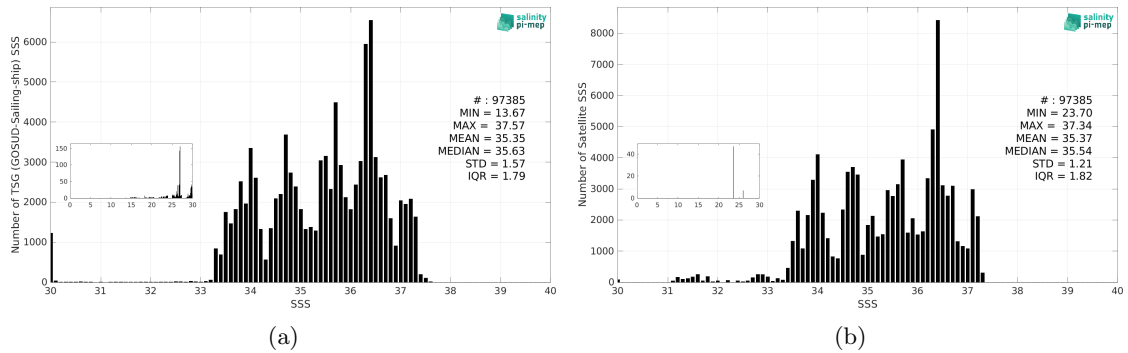 salinity
pi-mep
Number of TSG (GOSUD-Sailing-ship) SSS
6000
5000
4000
3000
2000
1000
0
# : 97385
MIN = 13.67
MAX = 37.57
MEAN = 35.35
MEDIAN = 35.63
STD = 1.57
IQR = 1.79
150
100
50
0
0 5 10 15 20 25 30
30 31 32 33 34 35 36 37 38 39 40
SSS
(a)
salinity
pi-mep
Number of Satellite SSS
8000
7000
6000
5000
4000
3000
2000
1000
0
# : 97385
MIN = 23.70
MAX = 37.34
MEAN = 35.37
MEDIAN = 35.54
STD = 1.21
IQR = 1.82
40
20
0
0 5 10 15 20 25 30
30 31 32 33 34 35 36 37 38 39 40
SSS
(b)